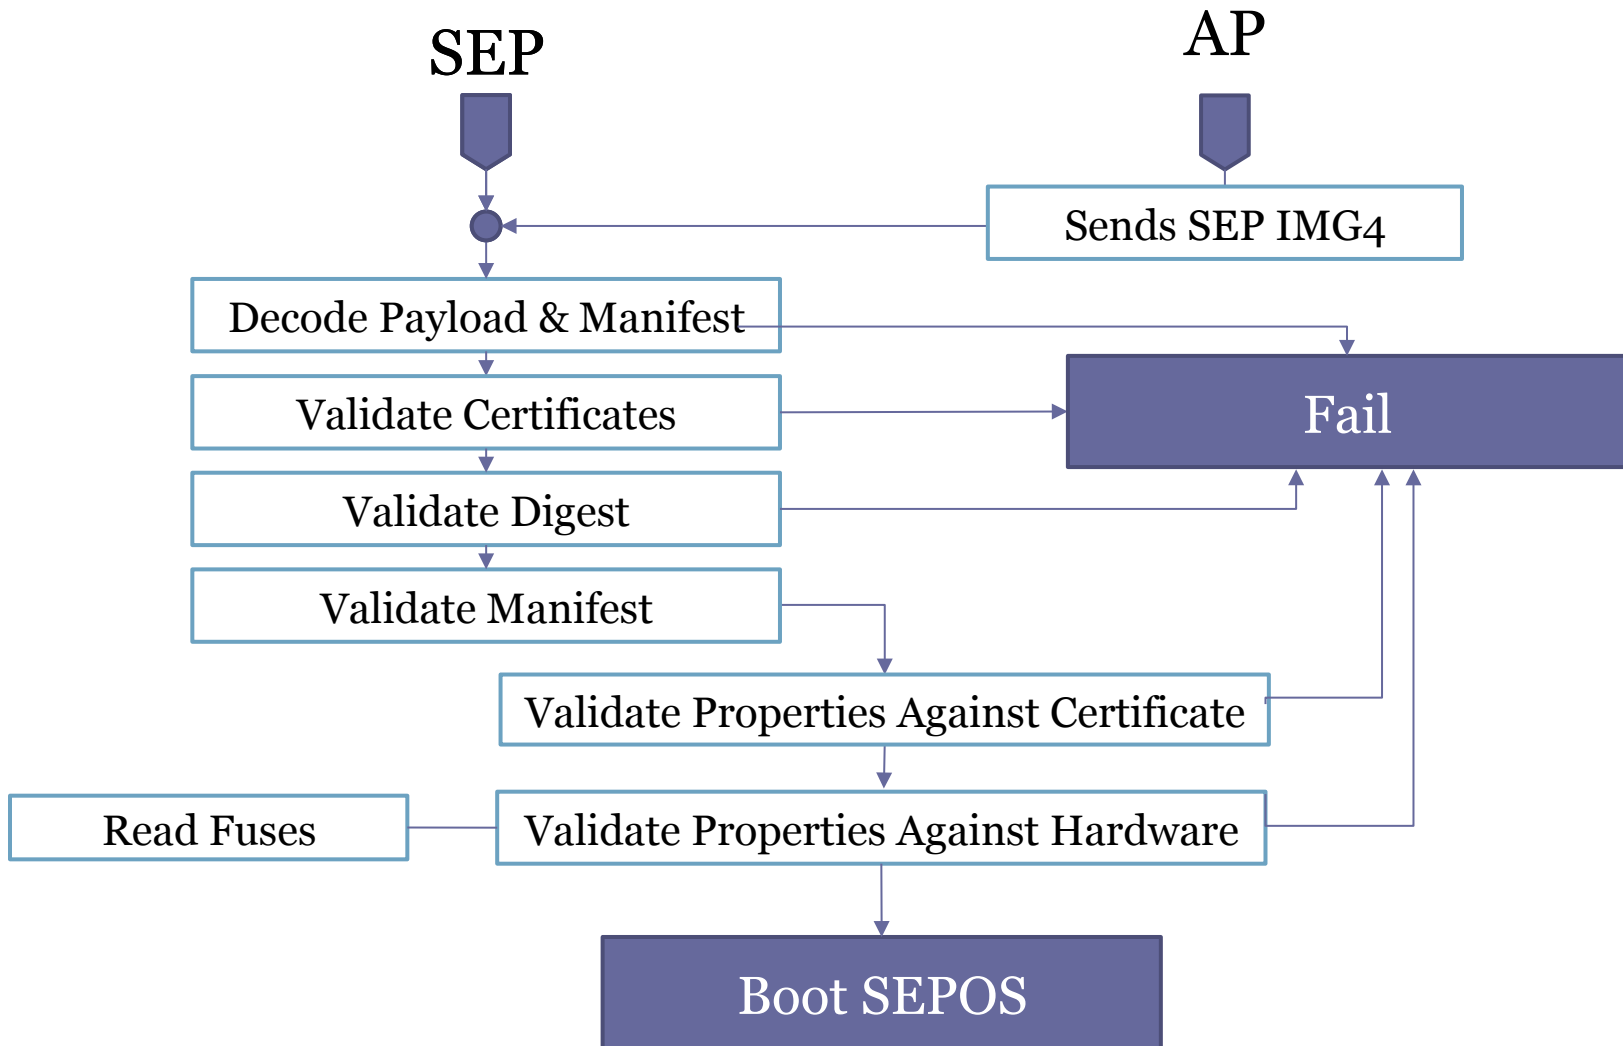 SEP
AP
Sends SEP IMG4
Decode Payload & Manifest
Validate Certificates
Fail
Validate Digest
Validate Manifest
Validate Properties Against Certificate
Read Fuses
Validate Properties Against Hardware
Boot SEPOS